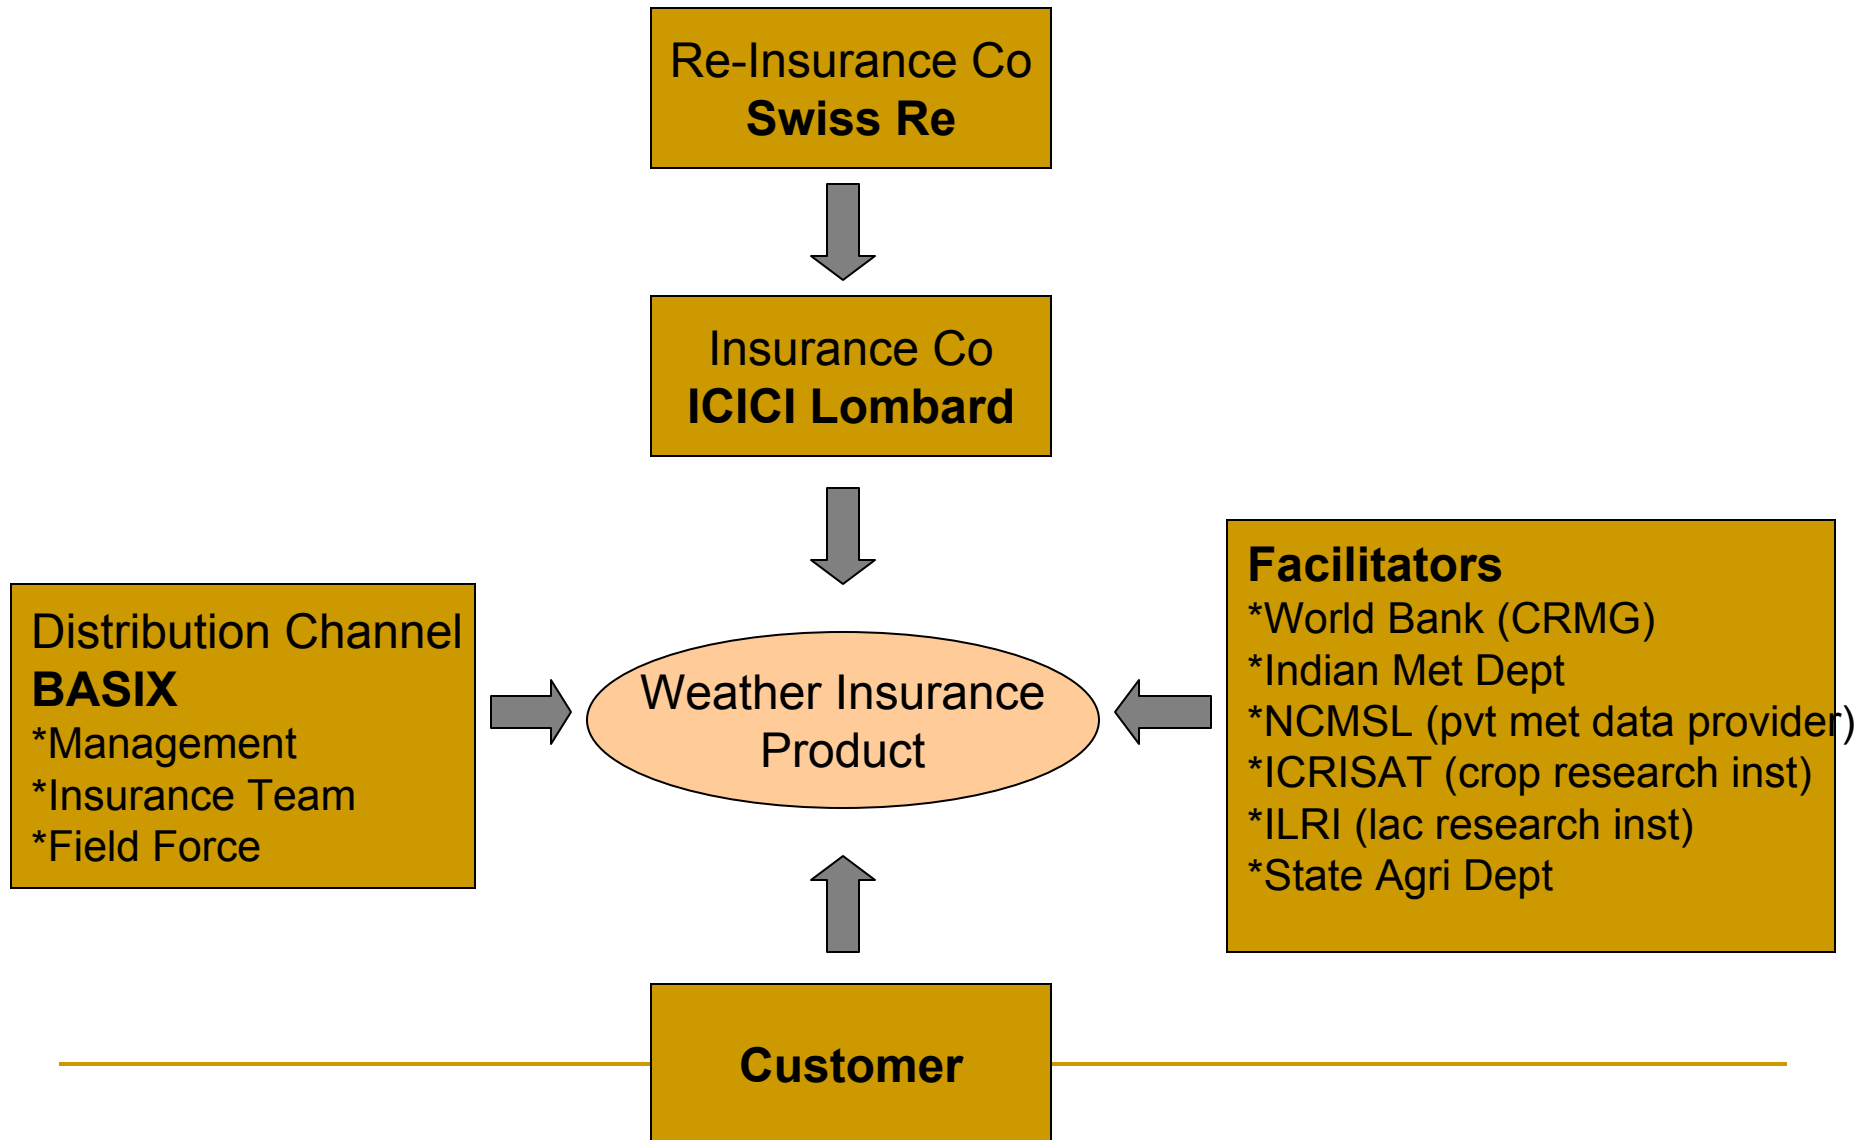 Re-Insurance Co
Swiss Re
Insurance Co
ICICI Lombard
Distribution Channel
BASIX
*Management
*Insurance Team
*Field Force
Weather Insurance
Product
Facilitators
*World Bank (CRMG)
*Indian Met Dept
*NCMSL (pvt met data provider)
*ICRISAT (crop research inst)
*ILRI (lac research inst)
*State Agri Dept
Customer